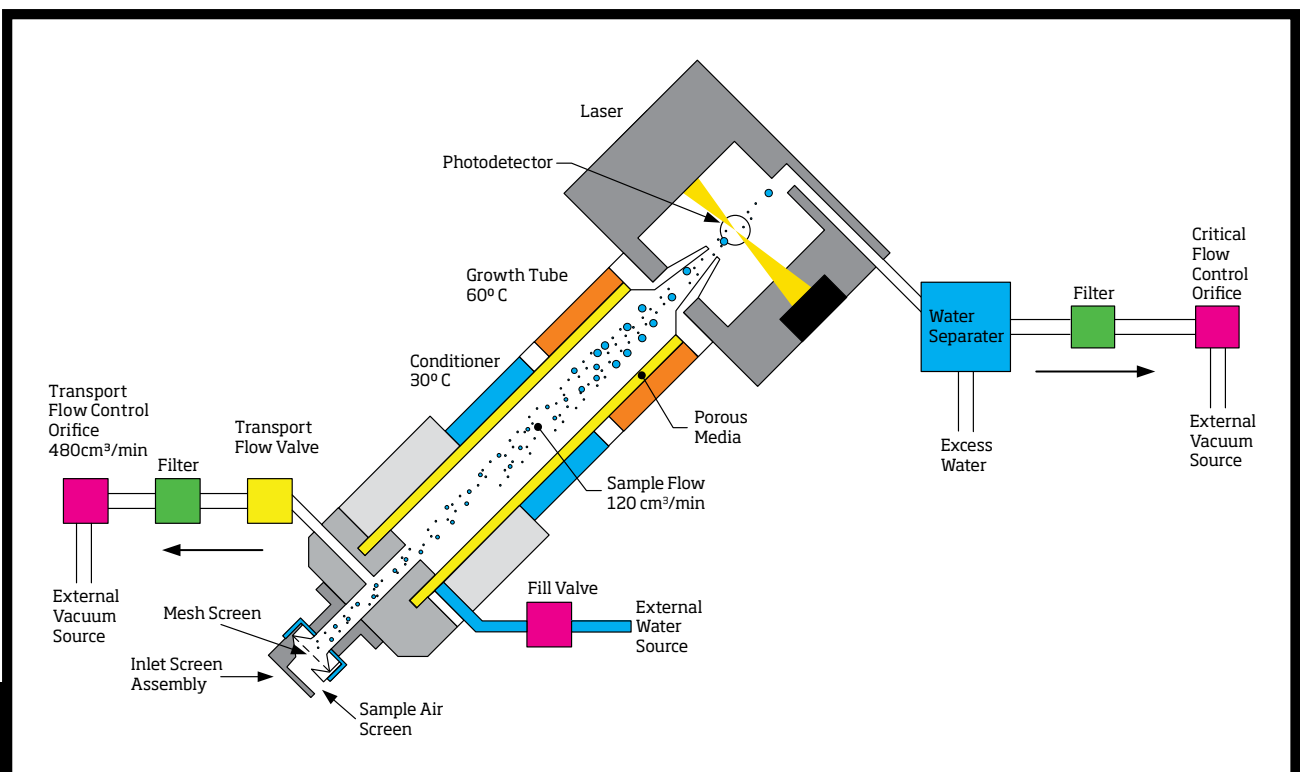 Laser
Photodetector
Growth Tube
60º C
Conditioner
30º C
Transport
Flow Control
Orifice
480cm³/min
Transport
Flow Valve
Filter
External
Vacuum
Source
Mesh Screen
Inlet Screen
Assembly
Sample Air
Screen
Fill Valve
External
Water
Source
Sample Flow
120 cm³/min
Porous
Media
Water
Separater
Excess
Water
Filter
Critical
Flow
Control
Orifice
External
Vacuum
Source